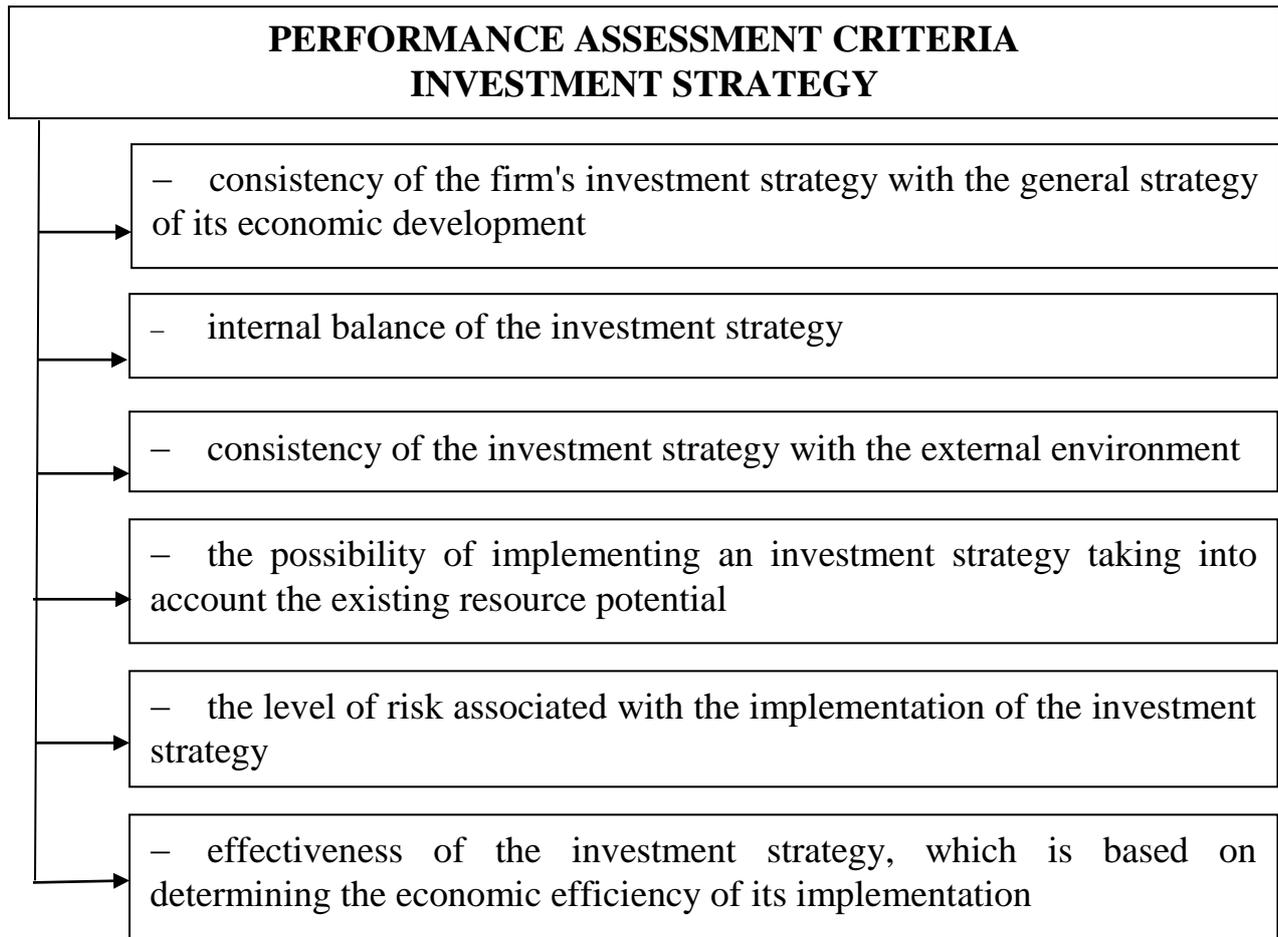 PERFORMANCE ASSESSMENT CRITERIA
INVESTMENT STRATEGY
– consistency of the firm's investment strategy with the general strategy
of its economic development
– internal balance of the investment strategy
– consistency of the investment strategy with the external environment
– the possibility of implementing an investment strategy taking into
account the existing resource potential
– the level of risk associated with the implementation of the investment
strategy
– effectiveness of the investment strategy, which is based on
determining the economic efficiency of its implementation